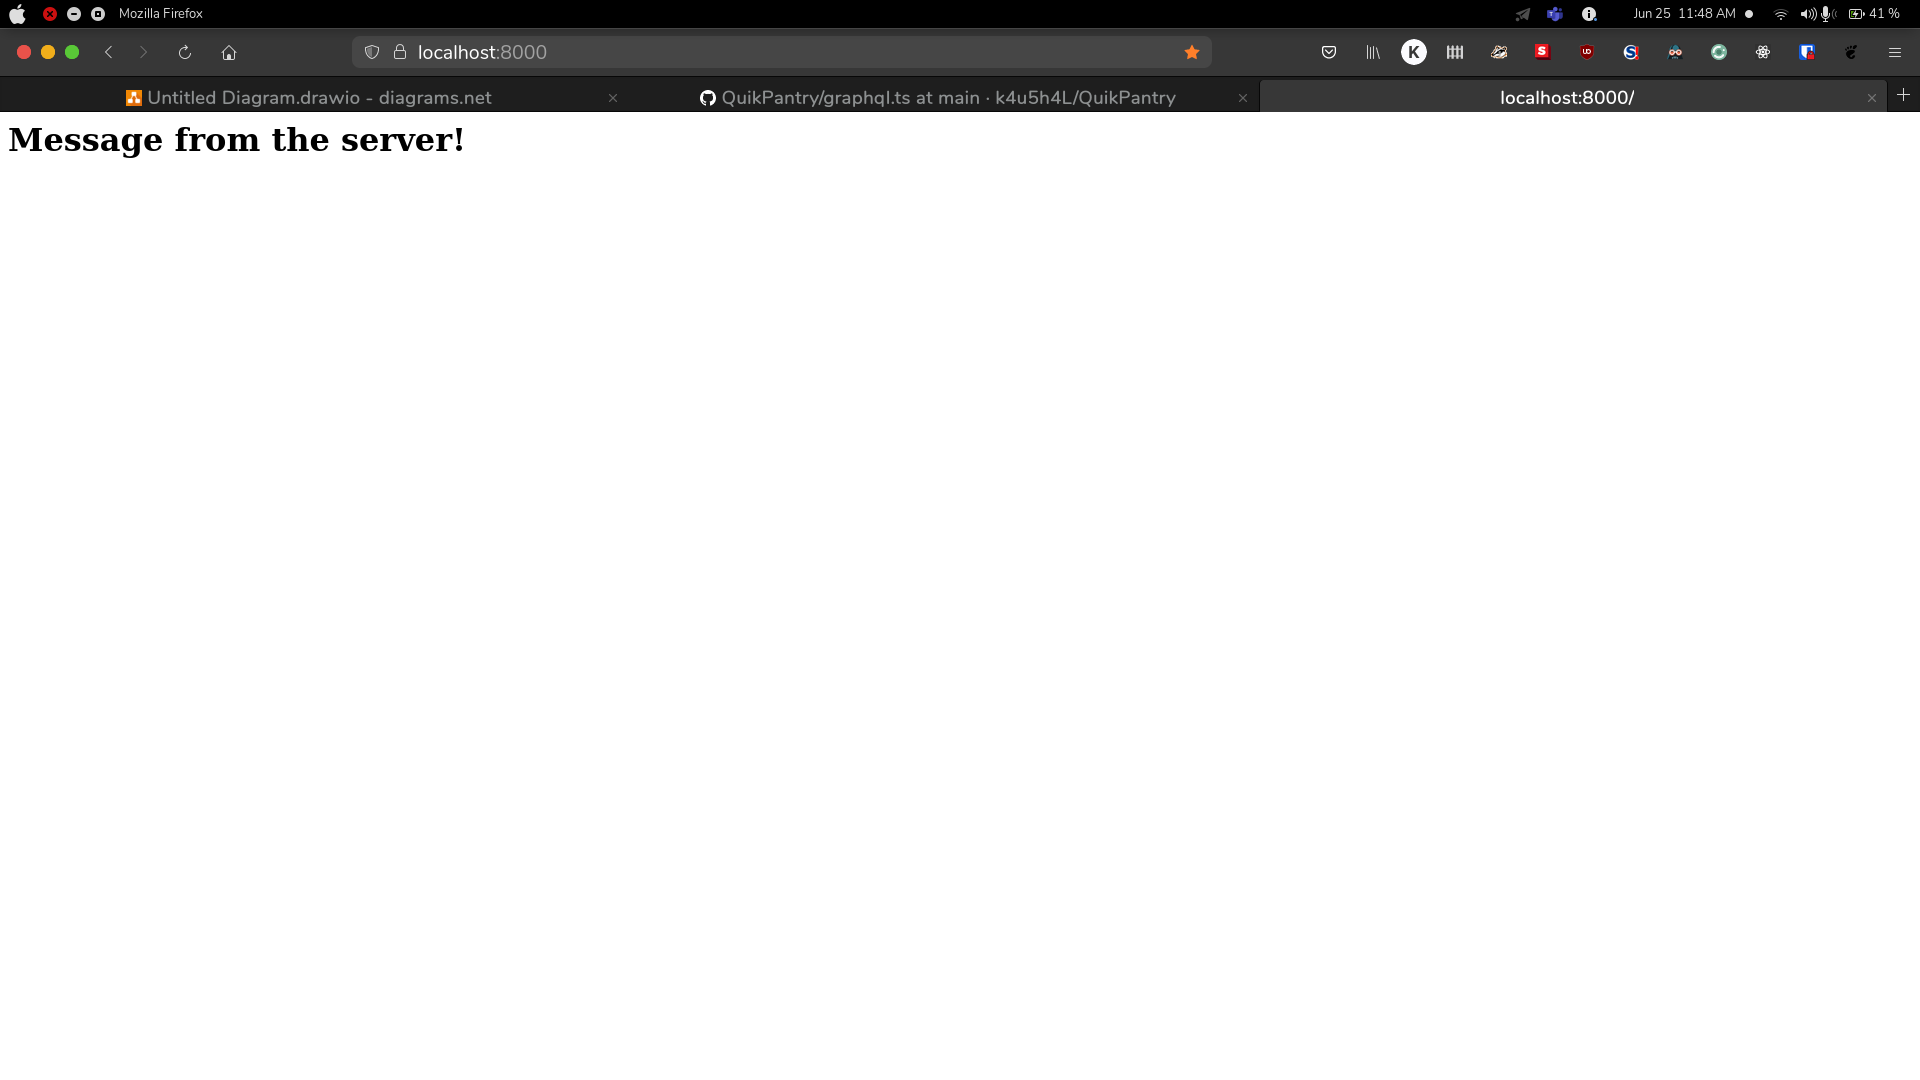 Mozilla Firefox
Jun 25 11:48 AM
41 %
localhost:8000
K
S
UO
S
Untitled Diagram.drawio - diagrams.net
QuikPantry/graphql.ts at main · k4u5h4L/QuikPantry
localhost:8000/
Message from the server!